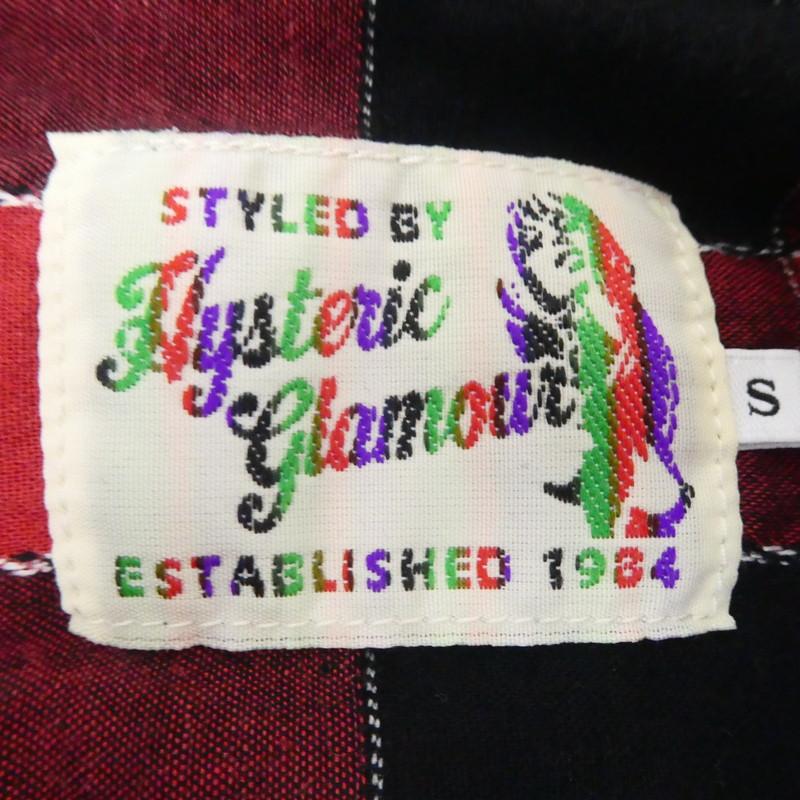 STYLED BY
Hysteric
Glamour
ESTABLISHED 1984
S